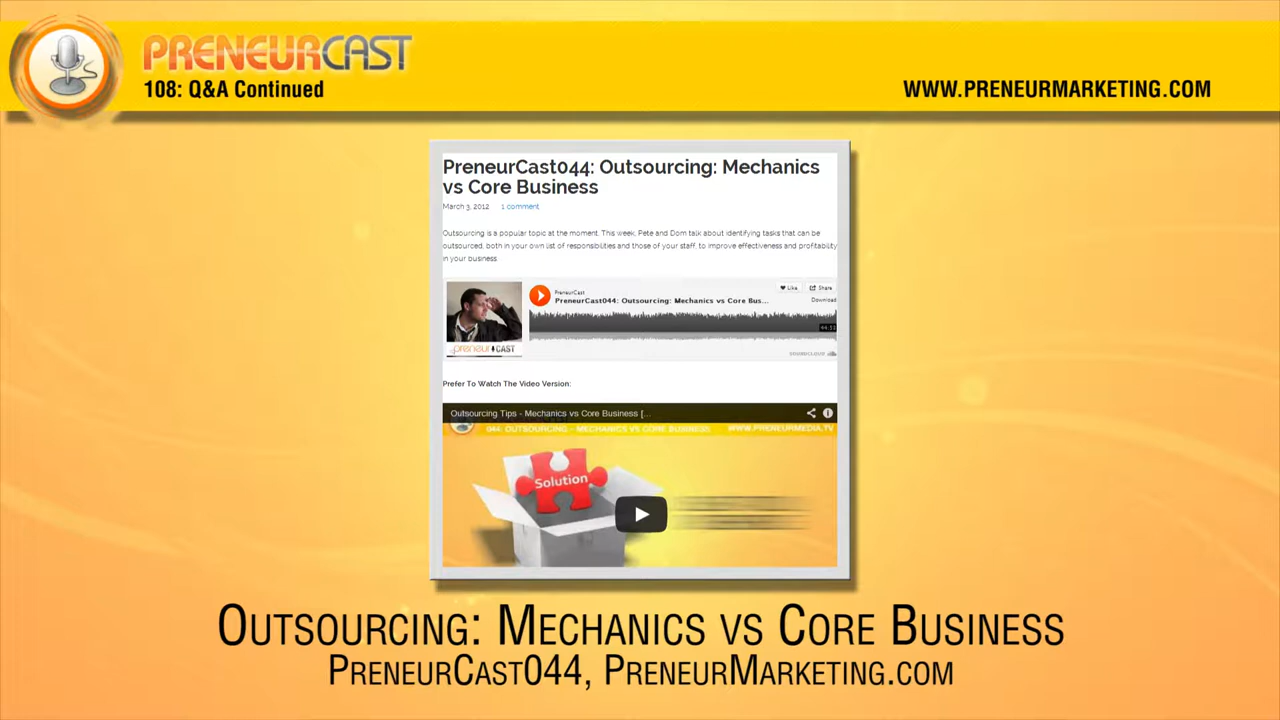 PRENEURCAST
108: Q&A Continued
WWW.PRENEURMARKETING.COM
PreneurCast044: Outsourcing: Mechanics
vs Core Business
March 3, 2012 1 comment
Outsourcing is a popular topic at the moment. This week, Pete and Dom talk about identifying tasks that can be
outsourced, both in your own list of responsibilities and those of your staff, to improve effectiveness and profitability
in your business
PreneurCast
Like Share
PreneurCast044: Outsourcing: Mechanics vs Core Bus...
Download
44:51
preneurCAST
SOUNDCLOUD
Prefer To Watch The Video Version:
Outsourcing Tips - Mechanics vs Core Business [...
044: OUTSOURCING - MECHANICS VS CORE BUSINESS WWW.PRENEURMEDIA.TV
Solution
OUTSOURCING: MECHANICS VS CORE BUSINESS
PRENEURCAST044, PRENEURMARKETING.COM